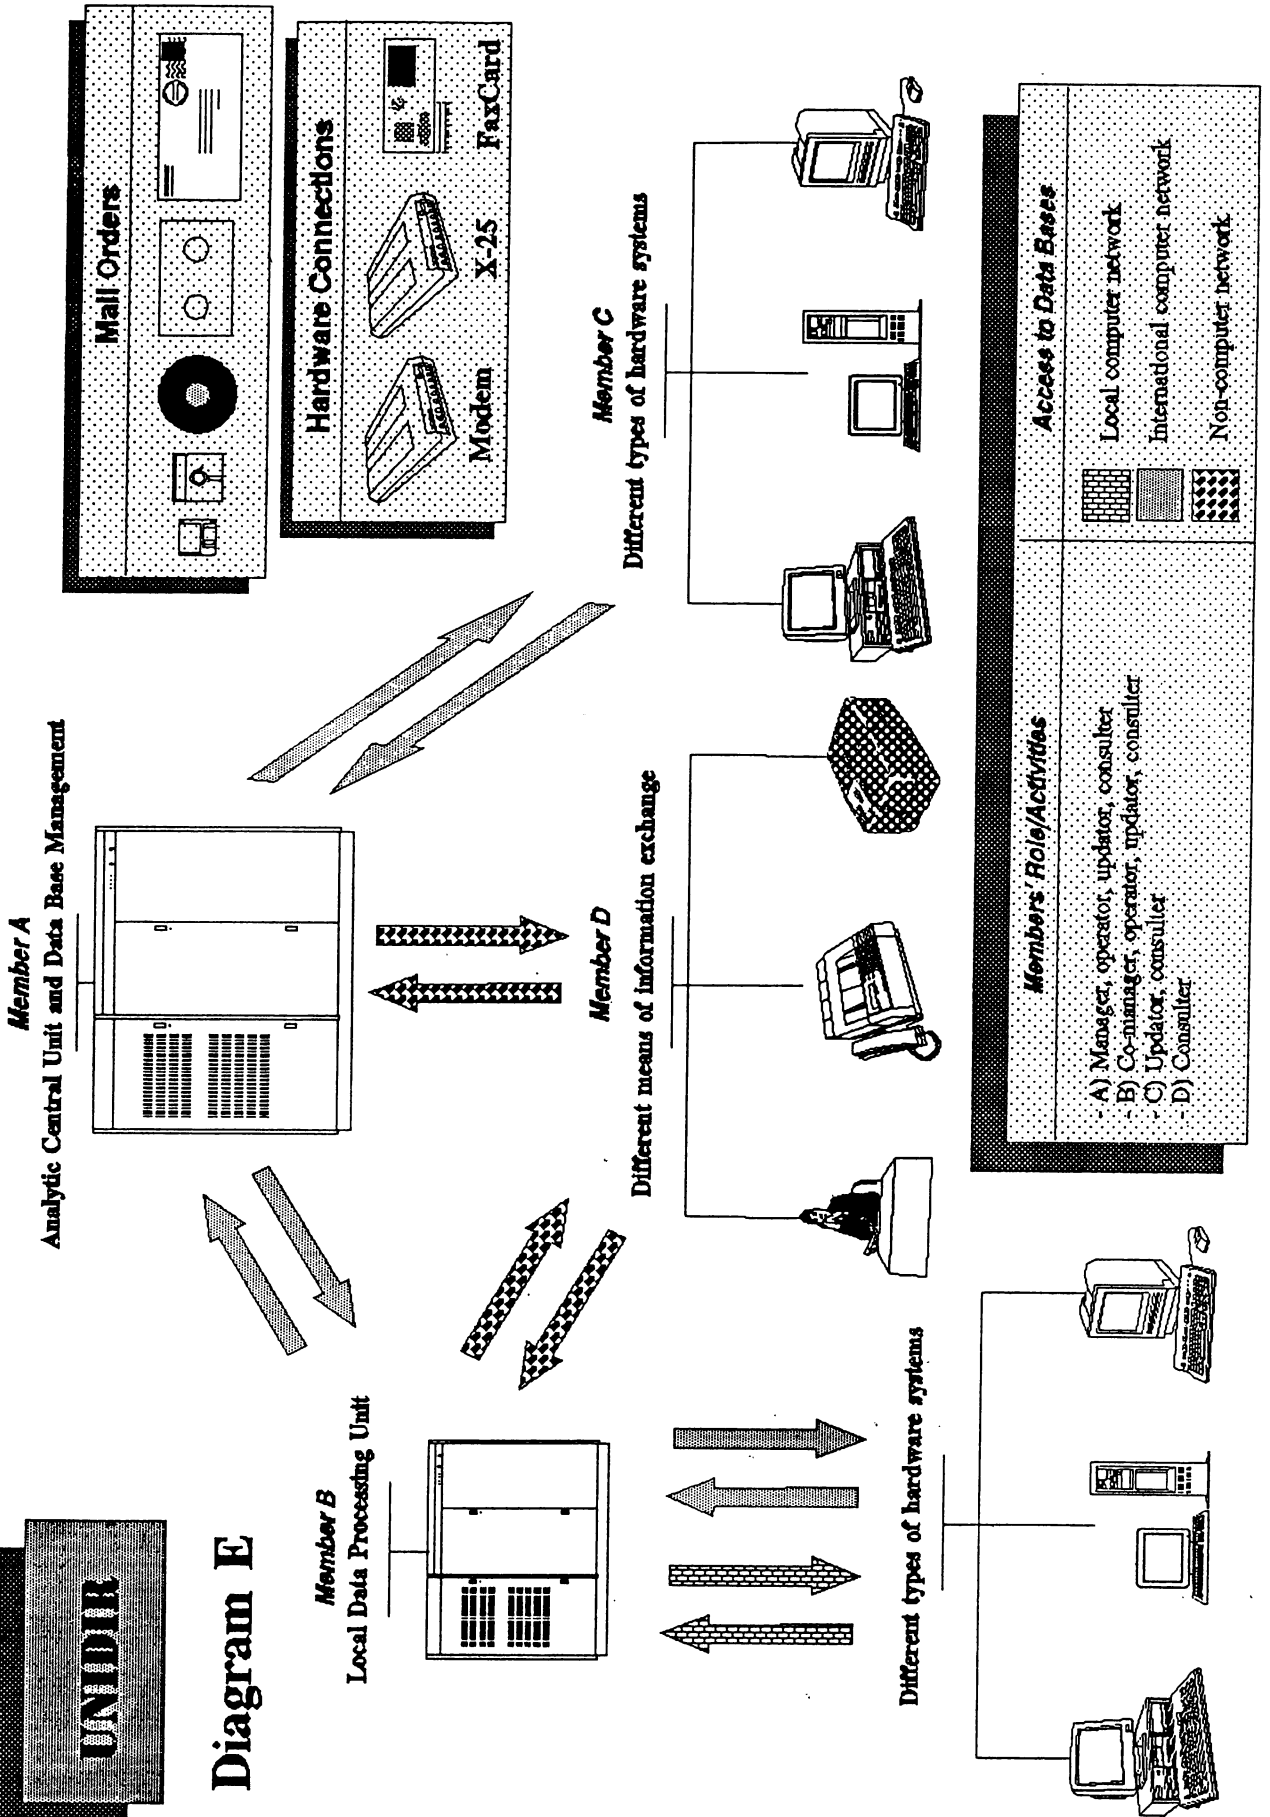 UNIDIR
Diagram E
Member A
Analytic Central Unit and Data Base Management
Mail Orders
Hardware Connections
Modem
X-25
FaxCard
Member B
Local Data Processing Unit
Member D
Different means of information exchange
Member C
Different types of hardware systems
Different types of hardware systems
Members' Role/Activities
- A) Manager, operator, updator, consulter
- B) Co-manager, operator, updator, consulter
- C) Updator, consulter
- D) Consulter
Access to Data Bases
Local computer network
International computer network
Non-computer network